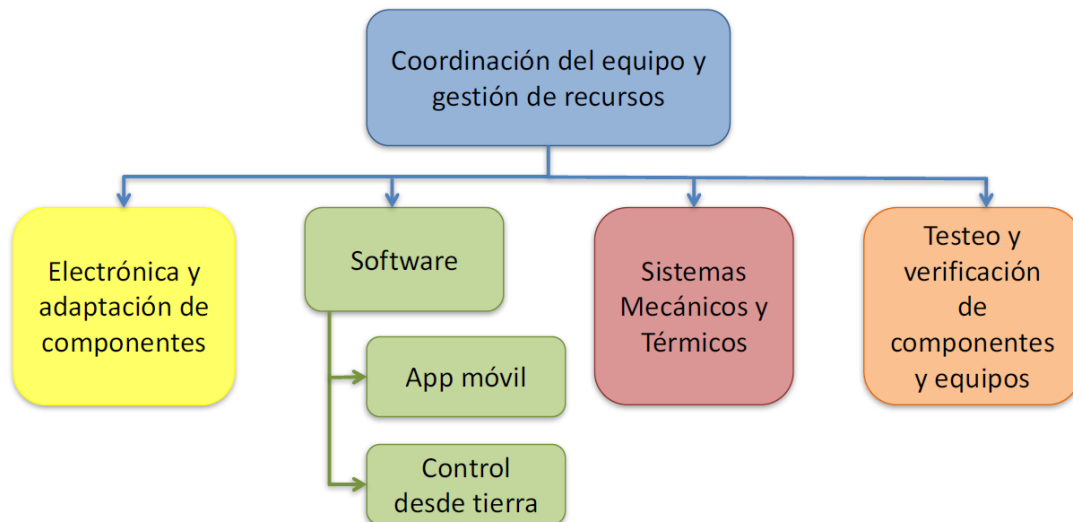 Coordinación del equipo y
gestión de recursos
Electrónica y
adaptación de
componentes
Software
App móvil
Control
desde tierra
Sistemas
Mecánicos y
Térmicos
Testeo y
verificación
de
componentes
y equipos